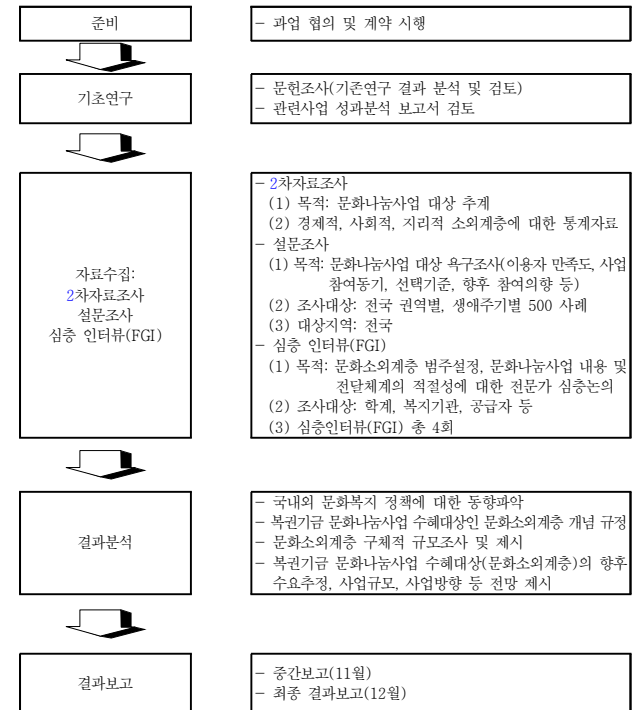 준비
- 과업 협의 및 계약 시행
기초연구
- 문헌조사(기존연구 결과 분석 및 검토)
- 관련사업 성과분석 보고서 검토
자료수집:
2차자료조사
설문조사
심층 인터뷰(FGI)
- 2차자료조사
(1) 목적: 문화나눔사업 대상 추계
(2) 경제적, 사회적, 지리적 소외계층에 대한 통계자료
- 설문조사
(1) 목적: 문화나눔사업 대상 욕구조사(이용자 만족도, 사업
참여동기, 선택기준, 향후 참여의향 등)
(2) 조사대상: 전국 권역별, 생애주기별 500 사례
(3) 대상지역: 전국
- 심층 인터뷰(FGI)
(1) 목적: 문화소외계층 범주설정, 문화나눔사업 내용 및
전달체계의 적절성에 대한 전문가 심층논의
(2) 조사대상: 학계, 복지기관, 공급자 등
(3) 심층인터뷰(FGI) 총 4회
결과분석
- 국내외 문화복지 정책에 대한 동향파악
- 복권기금 문화나눔사업 수혜대상인 문화소외계층 개념 규정
- 문화소외계층 구체적 규모조사 및 제시
- 복권기금 문화나눔사업 수혜대상(문화소외계층)의 향후
수요추정, 사업규모, 사업방향 등 전망 제시
결과보고
- 중간보고(11월)
- 최종 결과보고(12월)